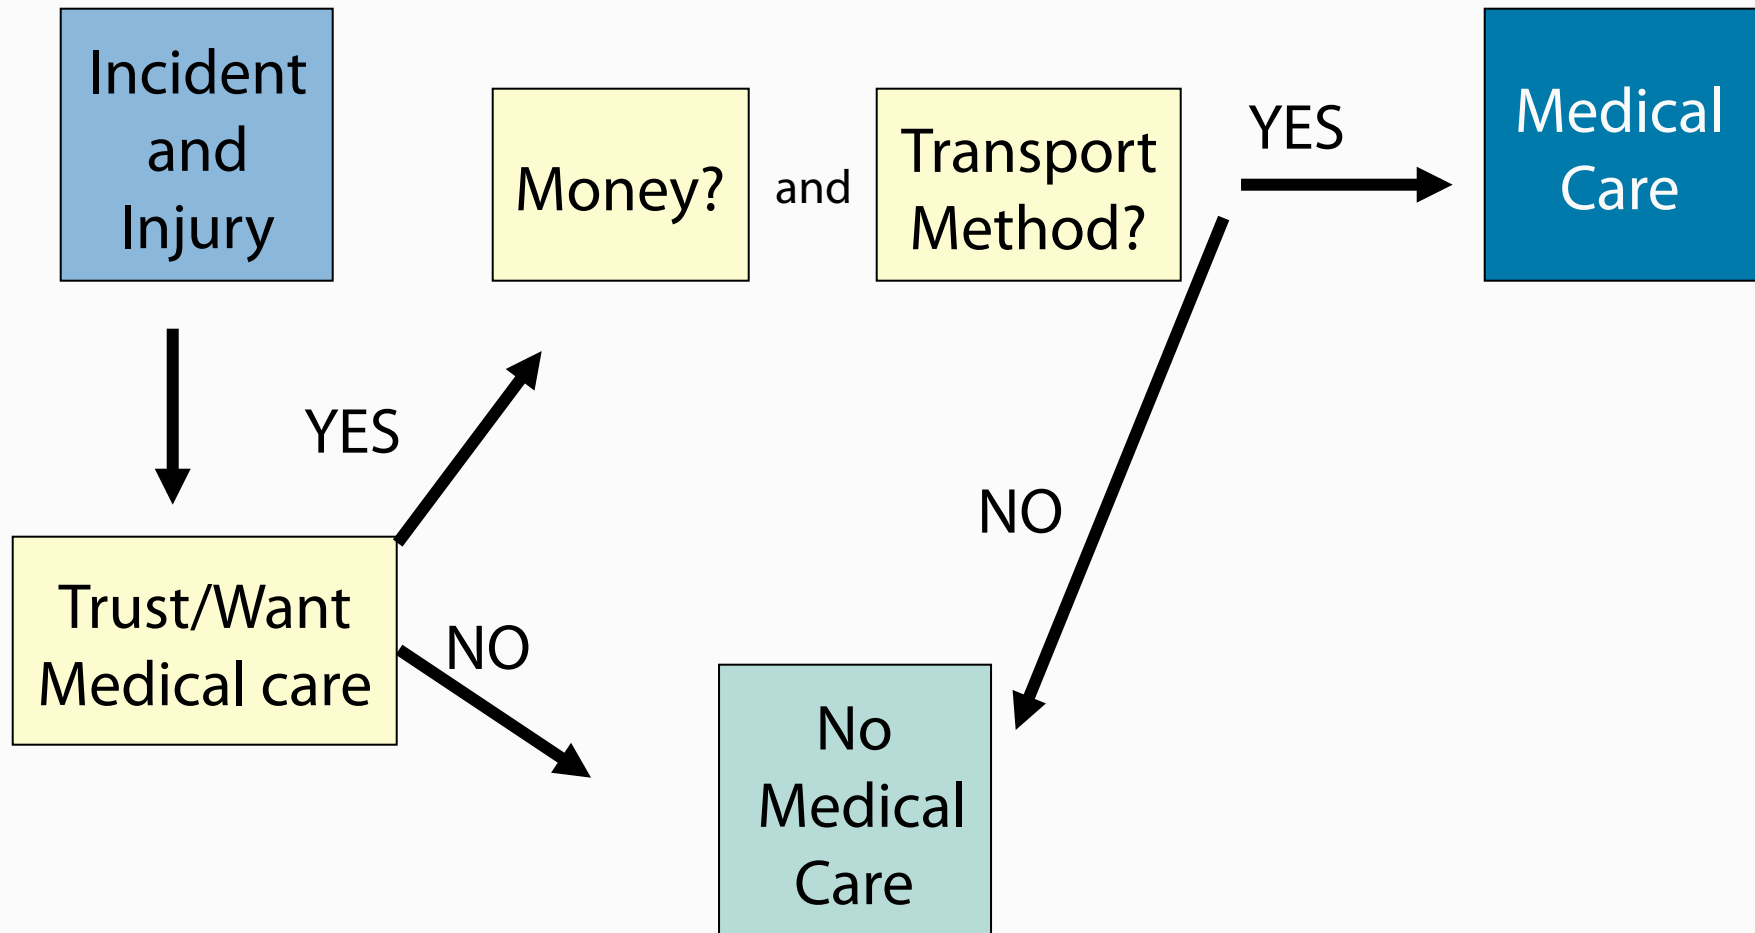 Incident
and
Injury
Money?
and
Transport
Method?
YES
Medical
Care
YES
NO
Trust/Want
Medical care
NO
No
Medical
Care